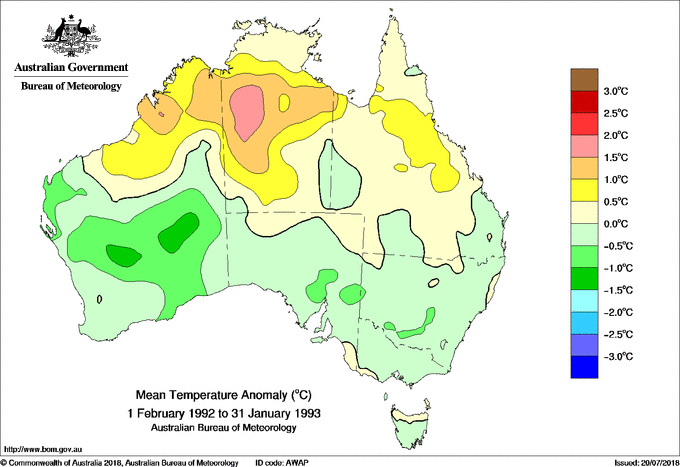 Australian Government
Bureau of Meteorology
3.0°C
2.5°C
2.0°C
1.5°C
1.0°C
0.5°C
0.0°C
-0.5°C
-1.0°C
-1.5°C
-2.0°C
-2.5°C
-3.0°C
Mean Temperature Anomaly (°C)
1 February 1992 to 31 January 1993
Australian Bureau of Meteorology
http://www.bom.gov.au
© Commonwealth of Australia 2018, Australian Bureau of Meteorology ID code: AWAP Issued: 20/07/2018